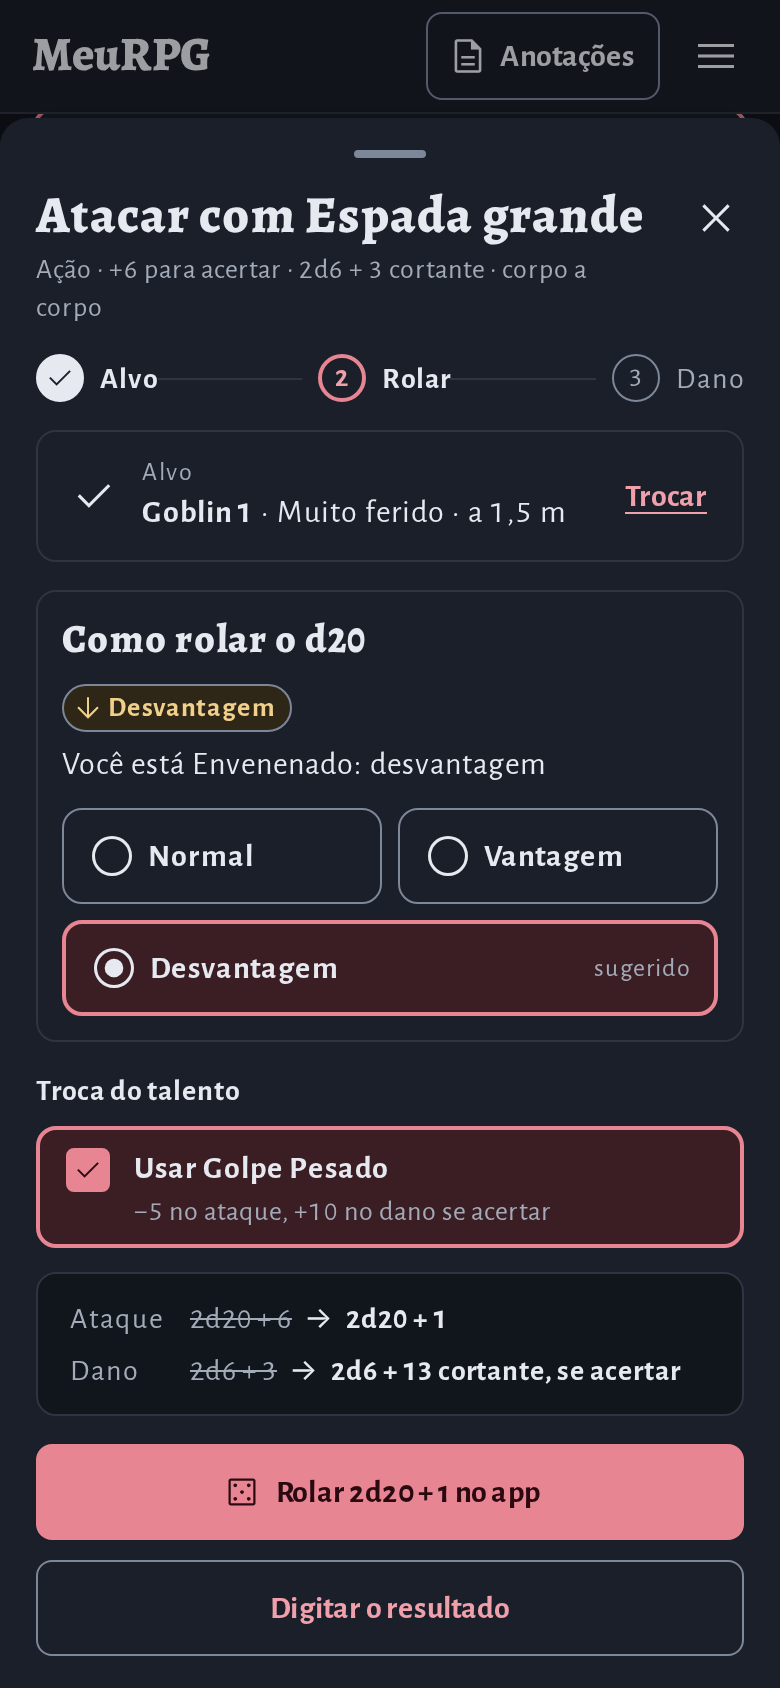 MeuRPG
Anotações
Atacar com Espada grande
Ação · +6 para acertar · 2d6 + 3 cortante · corpo a
corpo
Alvo
2 Rolar
3 Dano
Alvo
Goblin 1 · Muito ferido · a 1,5 m
Trocar
Como rolar o d20
↓ Desvantagem
Você está Envenenado: desvantagem
Normal
Vantagem
Desvantagem
sugerido
Troca do talento
Usar Golpe Pesado
−5 no ataque, +10 no dano se acertar
Ataque 2d20 + 6 → 2d20 + 1
Dano 2d6 + 3 → 2d6 + 13 cortante, se acertar
Rolar 2d20 + 1 no app
Digitar o resultado